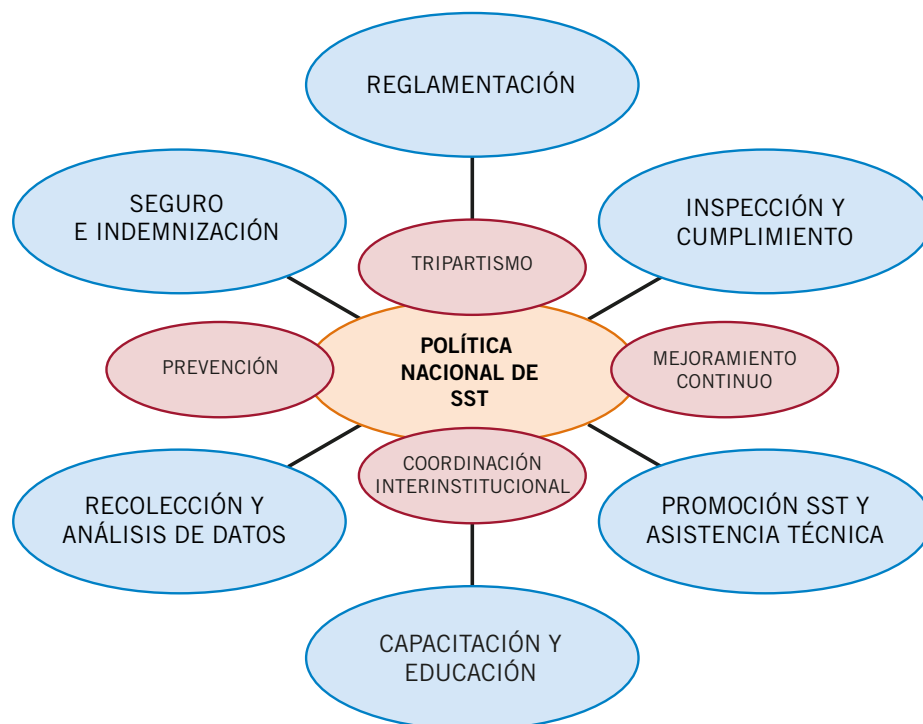 REGLAMENTACIÓN
SEGURO
E INDEMNIZACIÓN
INSPECCIÓN Y
CUMPLIMIENTO
TRIPARTISMO
PREVENCIÓN
POLÍTICA
NACIONAL DE
SST
MEJORAMIENTO
CONTINUO
COORDINACIÓN
INTERINSTITUCIONAL
RECOLECCIÓN Y
ANÁLISIS DE DATOS
PROMOCIÓN SST Y
ASISTENCIA TÉCNICA
CAPACITACIÓN Y
EDUCACIÓN